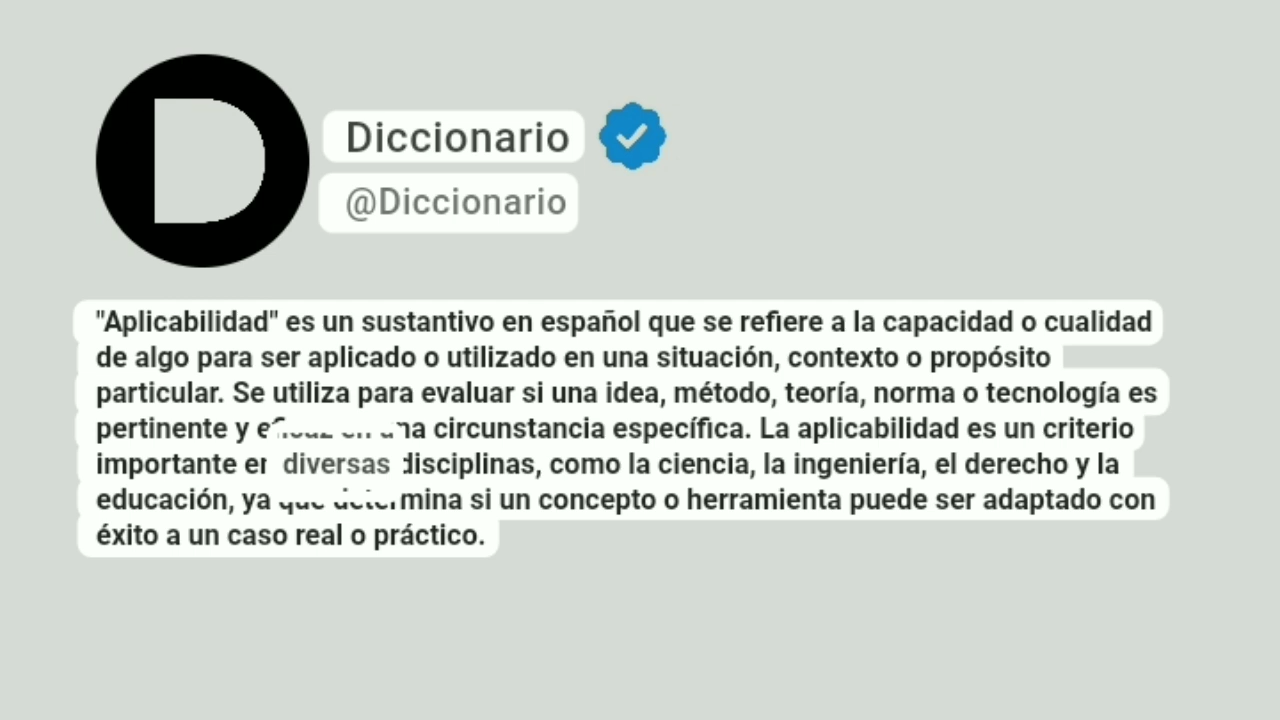 Diccionario
@Diccionario
"Aplicabilidad" es un sustantivo en español que se refiere a la capacidad o cualidad
de algo para ser aplicado o utilizado en una situación, contexto o propósito
particular. Se utiliza para evaluar si una idea, método, teoría, norma o tecnología es
pertinente y circunstancia específica. La aplicabilidad es un criterio
importante diversas disciplinas, como la ciencia, la ingeniería, el derecho y la
educación, ya si un concepto o herramienta puede ser adaptado con
éxito a un caso real o práctico.